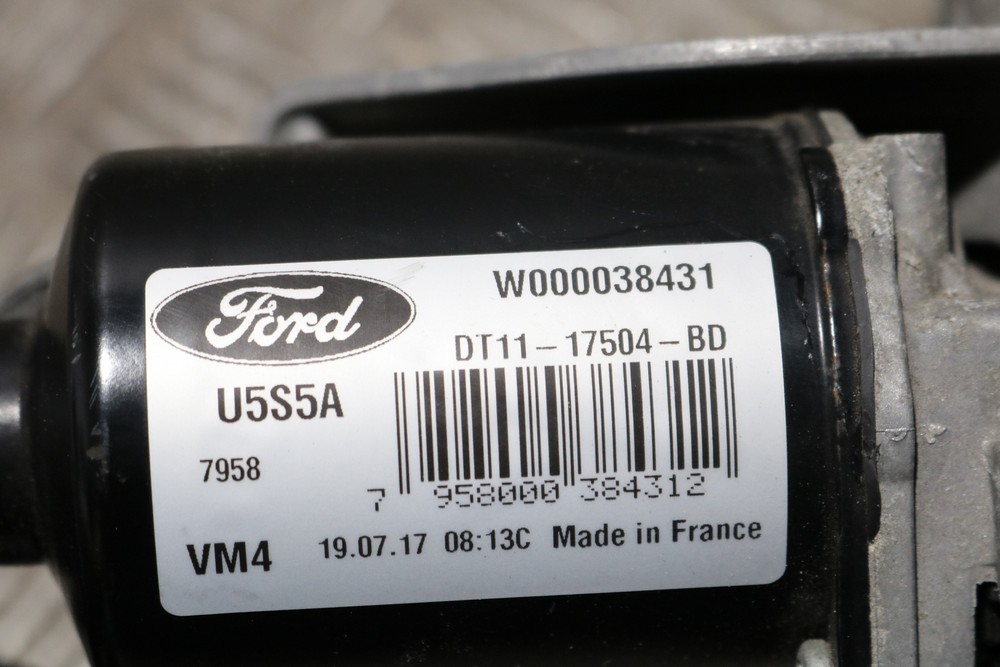 Ford
W000038431
DT11-17504-BD
U5S5A
7958
7 958000 384312
VM4
19.07.17 08:13C Made in France